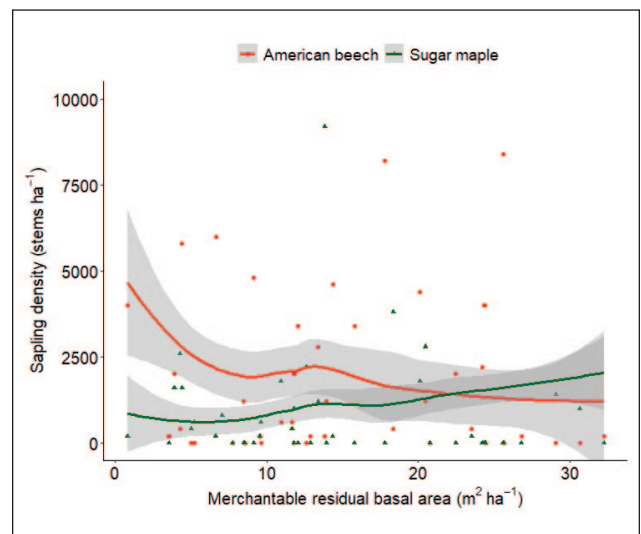 American beech Sugar maple
10000
7500
5000
2500
0
Sapling density (stems ha⁻¹)
0 10 20 30
Merchantable residual basal area (m² ha⁻¹)